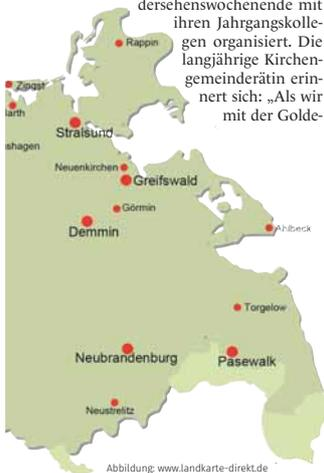 dersehenswochenende mit
ihren Jahrgangskolle-
gen organisiert. Die
langjährige Kirchen-
gemeinderätin erin-
nert sich: „Als wir
mit der Golde-
Rappin
Zingst
Barth
Stralsund
shagen
Neuenkirchen
Greifswald
Görmin
Demmin
Ahlbeck
Torgelow
Neubrandenburg
Pasewalk
Neustrelitz
Abbildung: www.landkarte-direkt.de